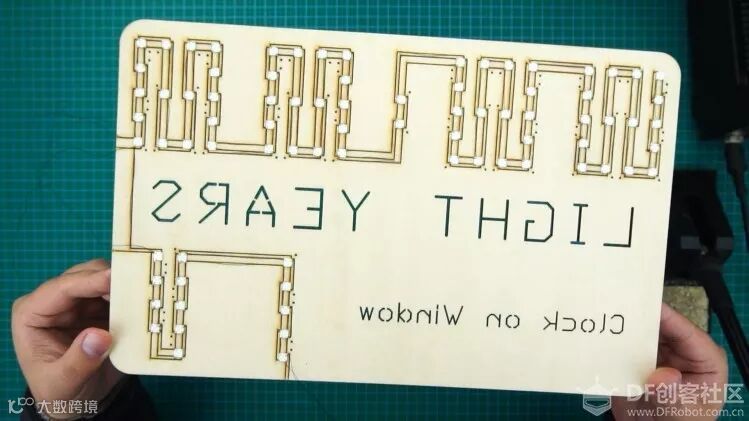 LIGHT YEARS
Clock on Window
DF创客社区
www.DFRobot.com.cn
大数跨境